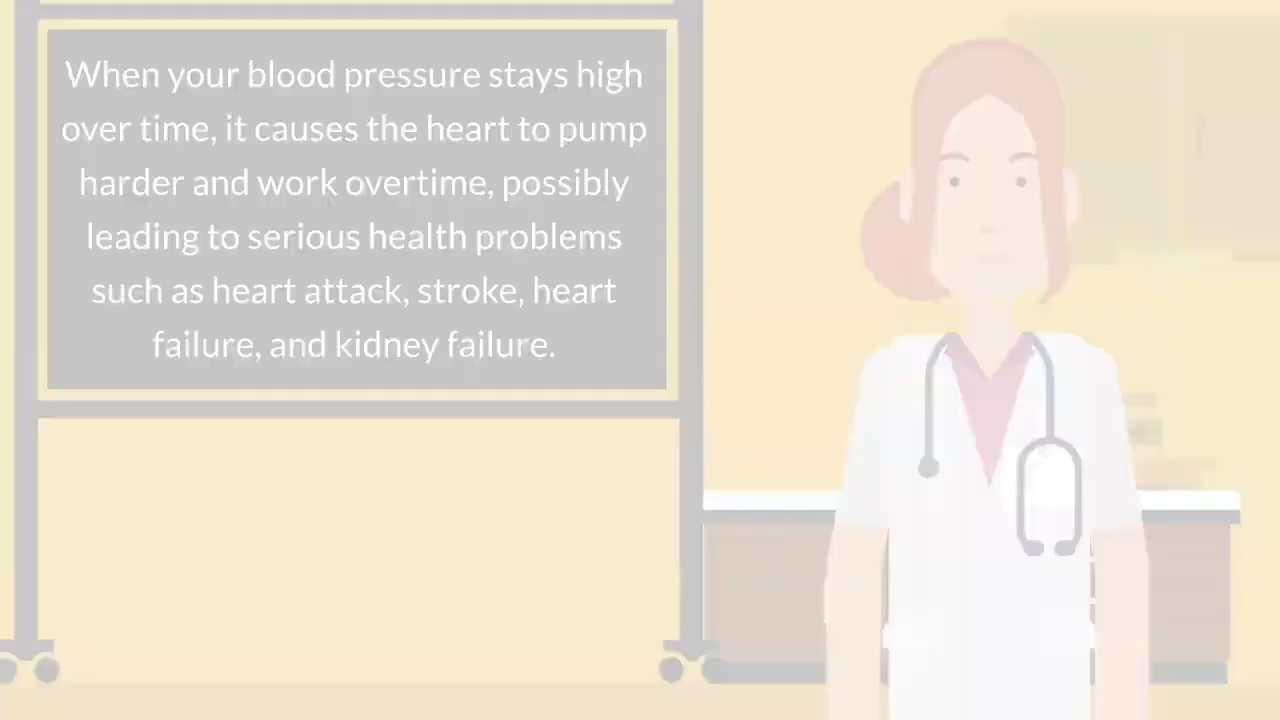 When your blood pressure stays high
over time, it causes the heart to pump
harder and work overtime, possibly
leading to serious health problems
such as heart attack, stroke, heart
failure, and kidney failure.